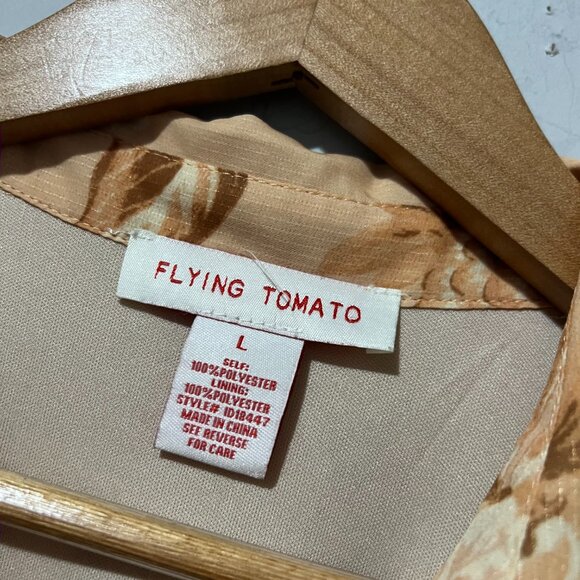 FLYING TOMATO
L
SELF:
100%POLYESTER
LINING:
100%POLYESTER
STYLE# ID18447
MADE IN CHINA
SEE REVERSE
FOR CARE